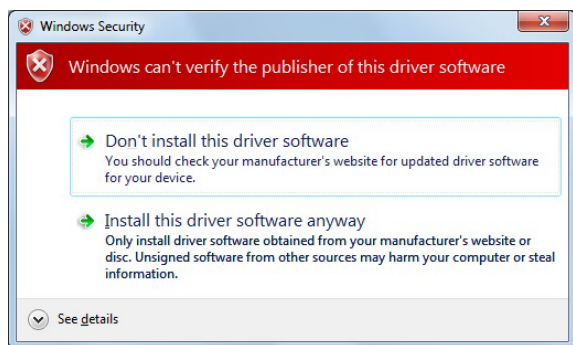 Windows Security
Windows can't verify the publisher of this driver software
Don't install this driver software
You should check your manufacturer's website for updated driver software
for your device.
Install this driver software anyway
Only install driver software obtained from your manufacturer's website or
disc. Unsigned software from other sources may harm your computer or steal
information.
See details